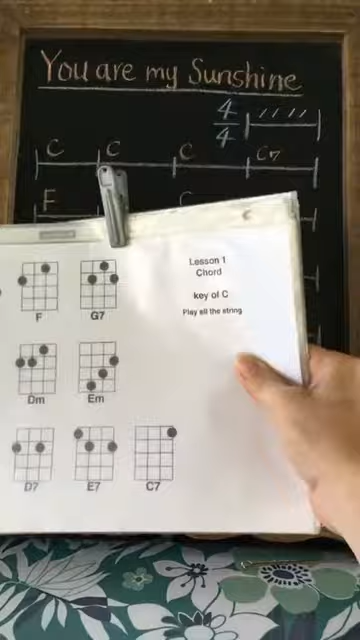 You are my Sunshine
4/4 ////
C C C C7
F C
Lesson 1
Chord
key of C
Play all the string
F G7
Dm Em
D7 E7 C7